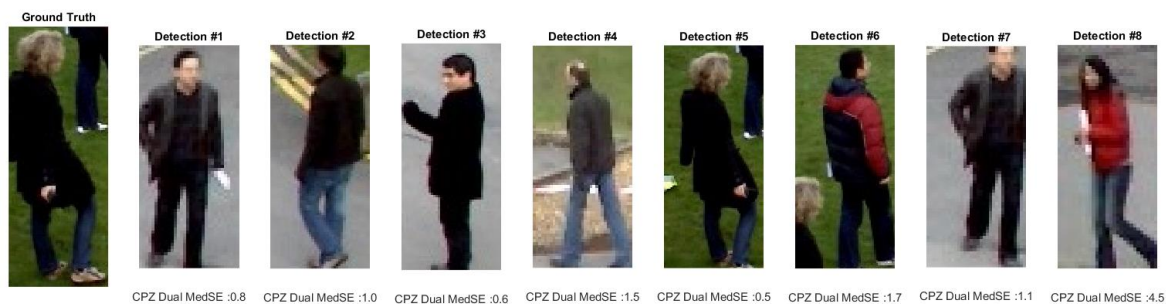 Ground Truth
Detection #1
Detection #2
Detection #3
Detection #4
Detection #5
Detection #6
Detection #7
Detection #8
CPZ Dual MedSE :0.8
CPZ Dual MedSE :1.0
CPZ Dual MedSE :0.6
CPZ Dual MedSE :1.5
CPZ Dual MedSE :0.5
CPZ Dual MedSE :1.7
CPZ Dual MedSE :1.1
CPZ Dual MedSE :4.5